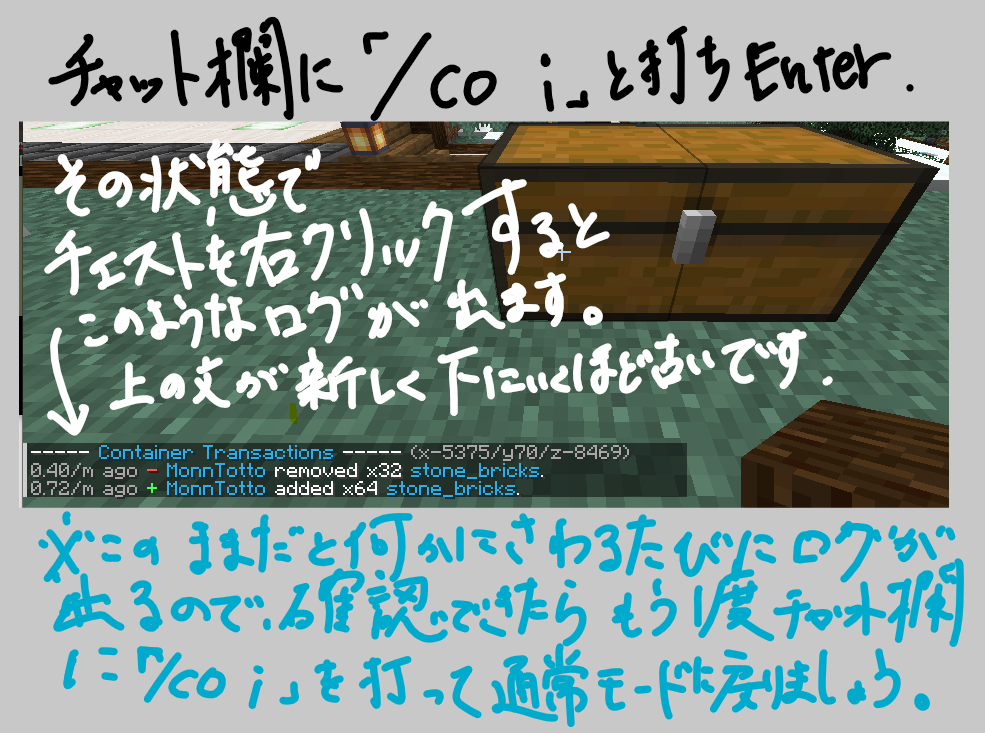 チャット欄に「/co i」と打ちEnter.
その状態で
チェストを右クリックすると
このようなログが出ます。
上の文が新しく下にいくほど古いです.
----- Container Transactions ----- (x-5375/y70/z-8469)
0.40/m ago - MonnTotto removed x32 stone_bricks.
0.72/m ago + MonnTotto added x64 stone_bricks.
※このままだと何かにさわるたびにログが
出るので、確認できたらもう1度チャット欄
に「/co i」を打って通常モードに戻りましょう。